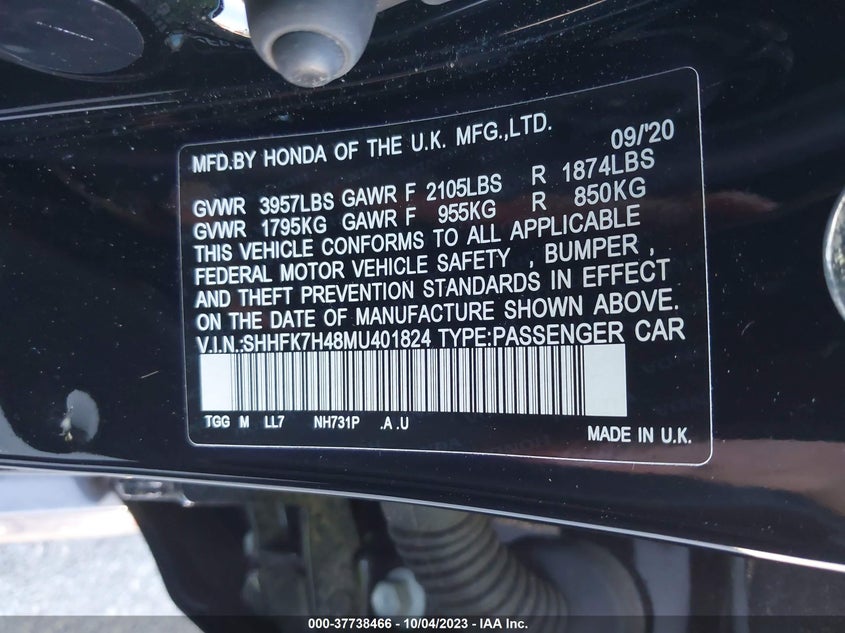 MFD.BY HONDA OF THE U.K. MFG.,LTD. 09/'20
GVWR 3957LBS GAWR F 2105LBS R 1874LBS
GVWR 1795KG GAWR F 955KG R 850KG
THIS VEHICLE CONFORMS TO ALL APPLICABLE
FEDERAL MOTOR VEHICLE SAFETY , BUMPER ,
AND THEFT PREVENTION STANDARDS IN EFFECT
ON THE DATE OF MANUFACTURE SHOWN ABOVE.
V.I.N.:SHHFK7H48MU401824 TYPE:PASSENGER CAR
TGG M LL7 NH731P .A .U
MADE IN U.K.
000-37738466 - 10/04/2023 - IAA Inc.